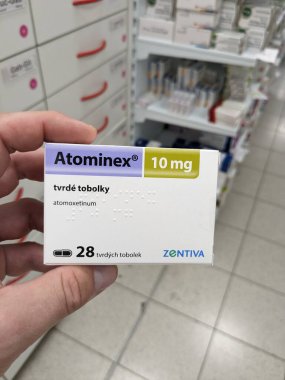 Atominex® 10 mg
tvrdé tobolky
atomoxetinum
28 tvrdých tobolek
ZENTIVA